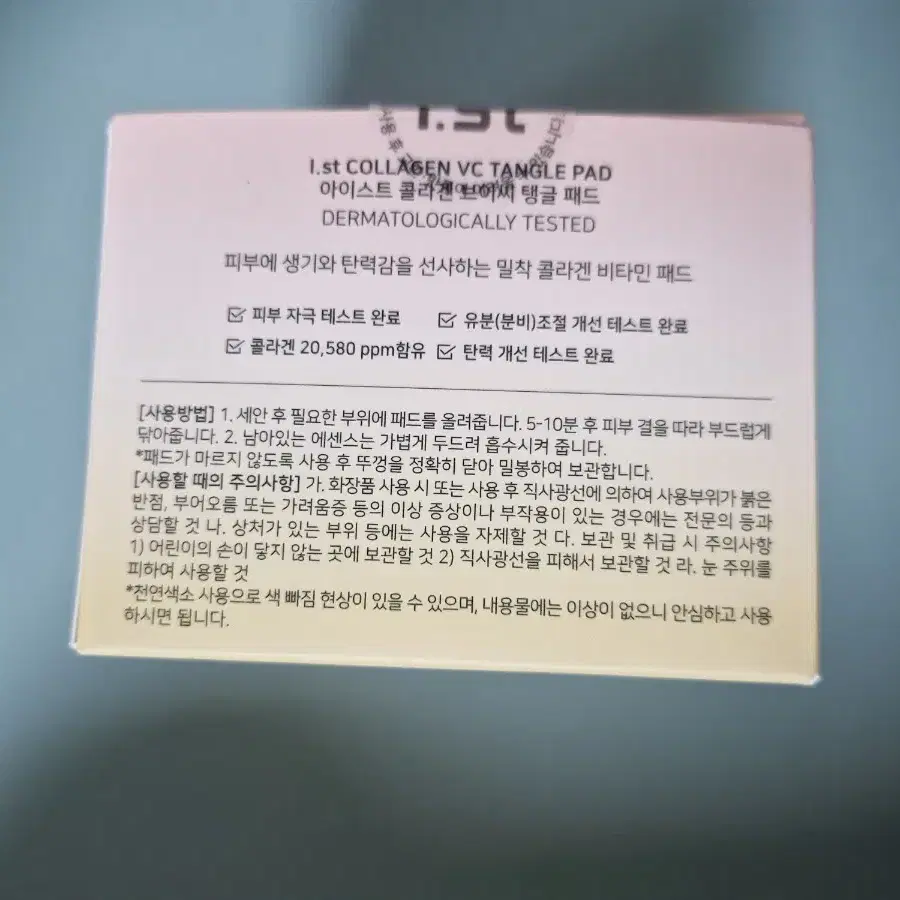 i.st
I.st COLLAGEN VC TANGLE PAD
아이스트 콜라겐 브이씨 탱글 패드
DERMATOLOGICALLY TESTED
피부에 생기와 탄력감을 선사하는 밀착 콜라겐 비타민 패드
피부 자극 테스트 완료 유분(분비)조절 개선 테스트 완료
콜라겐 20,580 ppm함유 탄력 개선 테스트 완료
[사용방법] 1. 세안 후 필요한 부위에 패드를 올려줍니다. 5-10분 후 피부 결을 따라 부드럽게
닦아줍니다. 2. 남아있는 에센스는 가볍게 두드려 흡수시켜 줍니다.
*패드가 마르지 않도록 사용 후 뚜껑을 정확히 닫아 밀봉하여 보관합니다.
[사용할 때의 주의사항] 가. 화장품 사용 시 또는 사용 후 직사광선에 의하여 사용부위가 붉은
반점, 부어오름 또는 가려움증 등의 이상 증상이나 부작용이 있는 경우에는 전문의 등과
상담할 것 나. 상처가 있는 부위 등에는 사용을 자제할 것 다. 보관 및 취급 시 주의사항
1) 어린이의 손이 닿지 않는 곳에 보관할 것 2) 직사광선을 피해서 보관할 것 라. 눈 주위를
피하여 사용할 것
*천연색소 사용으로 색 빠짐 현상이 있을 수 있으며, 내용물에는 이상이 없으니 안심하고 사용
하시면 됩니다.